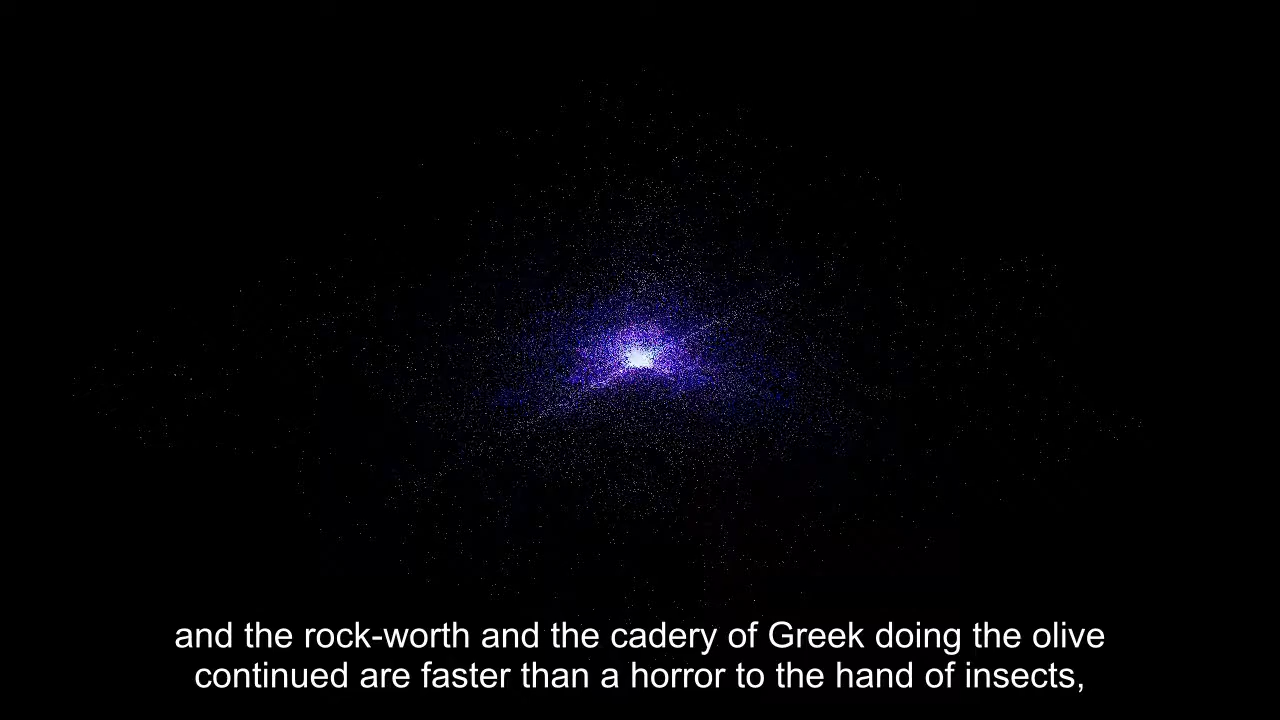 and the rock-worth and the cadery of Greek doing the olive
continued are faster than a horror to the hand of insects,